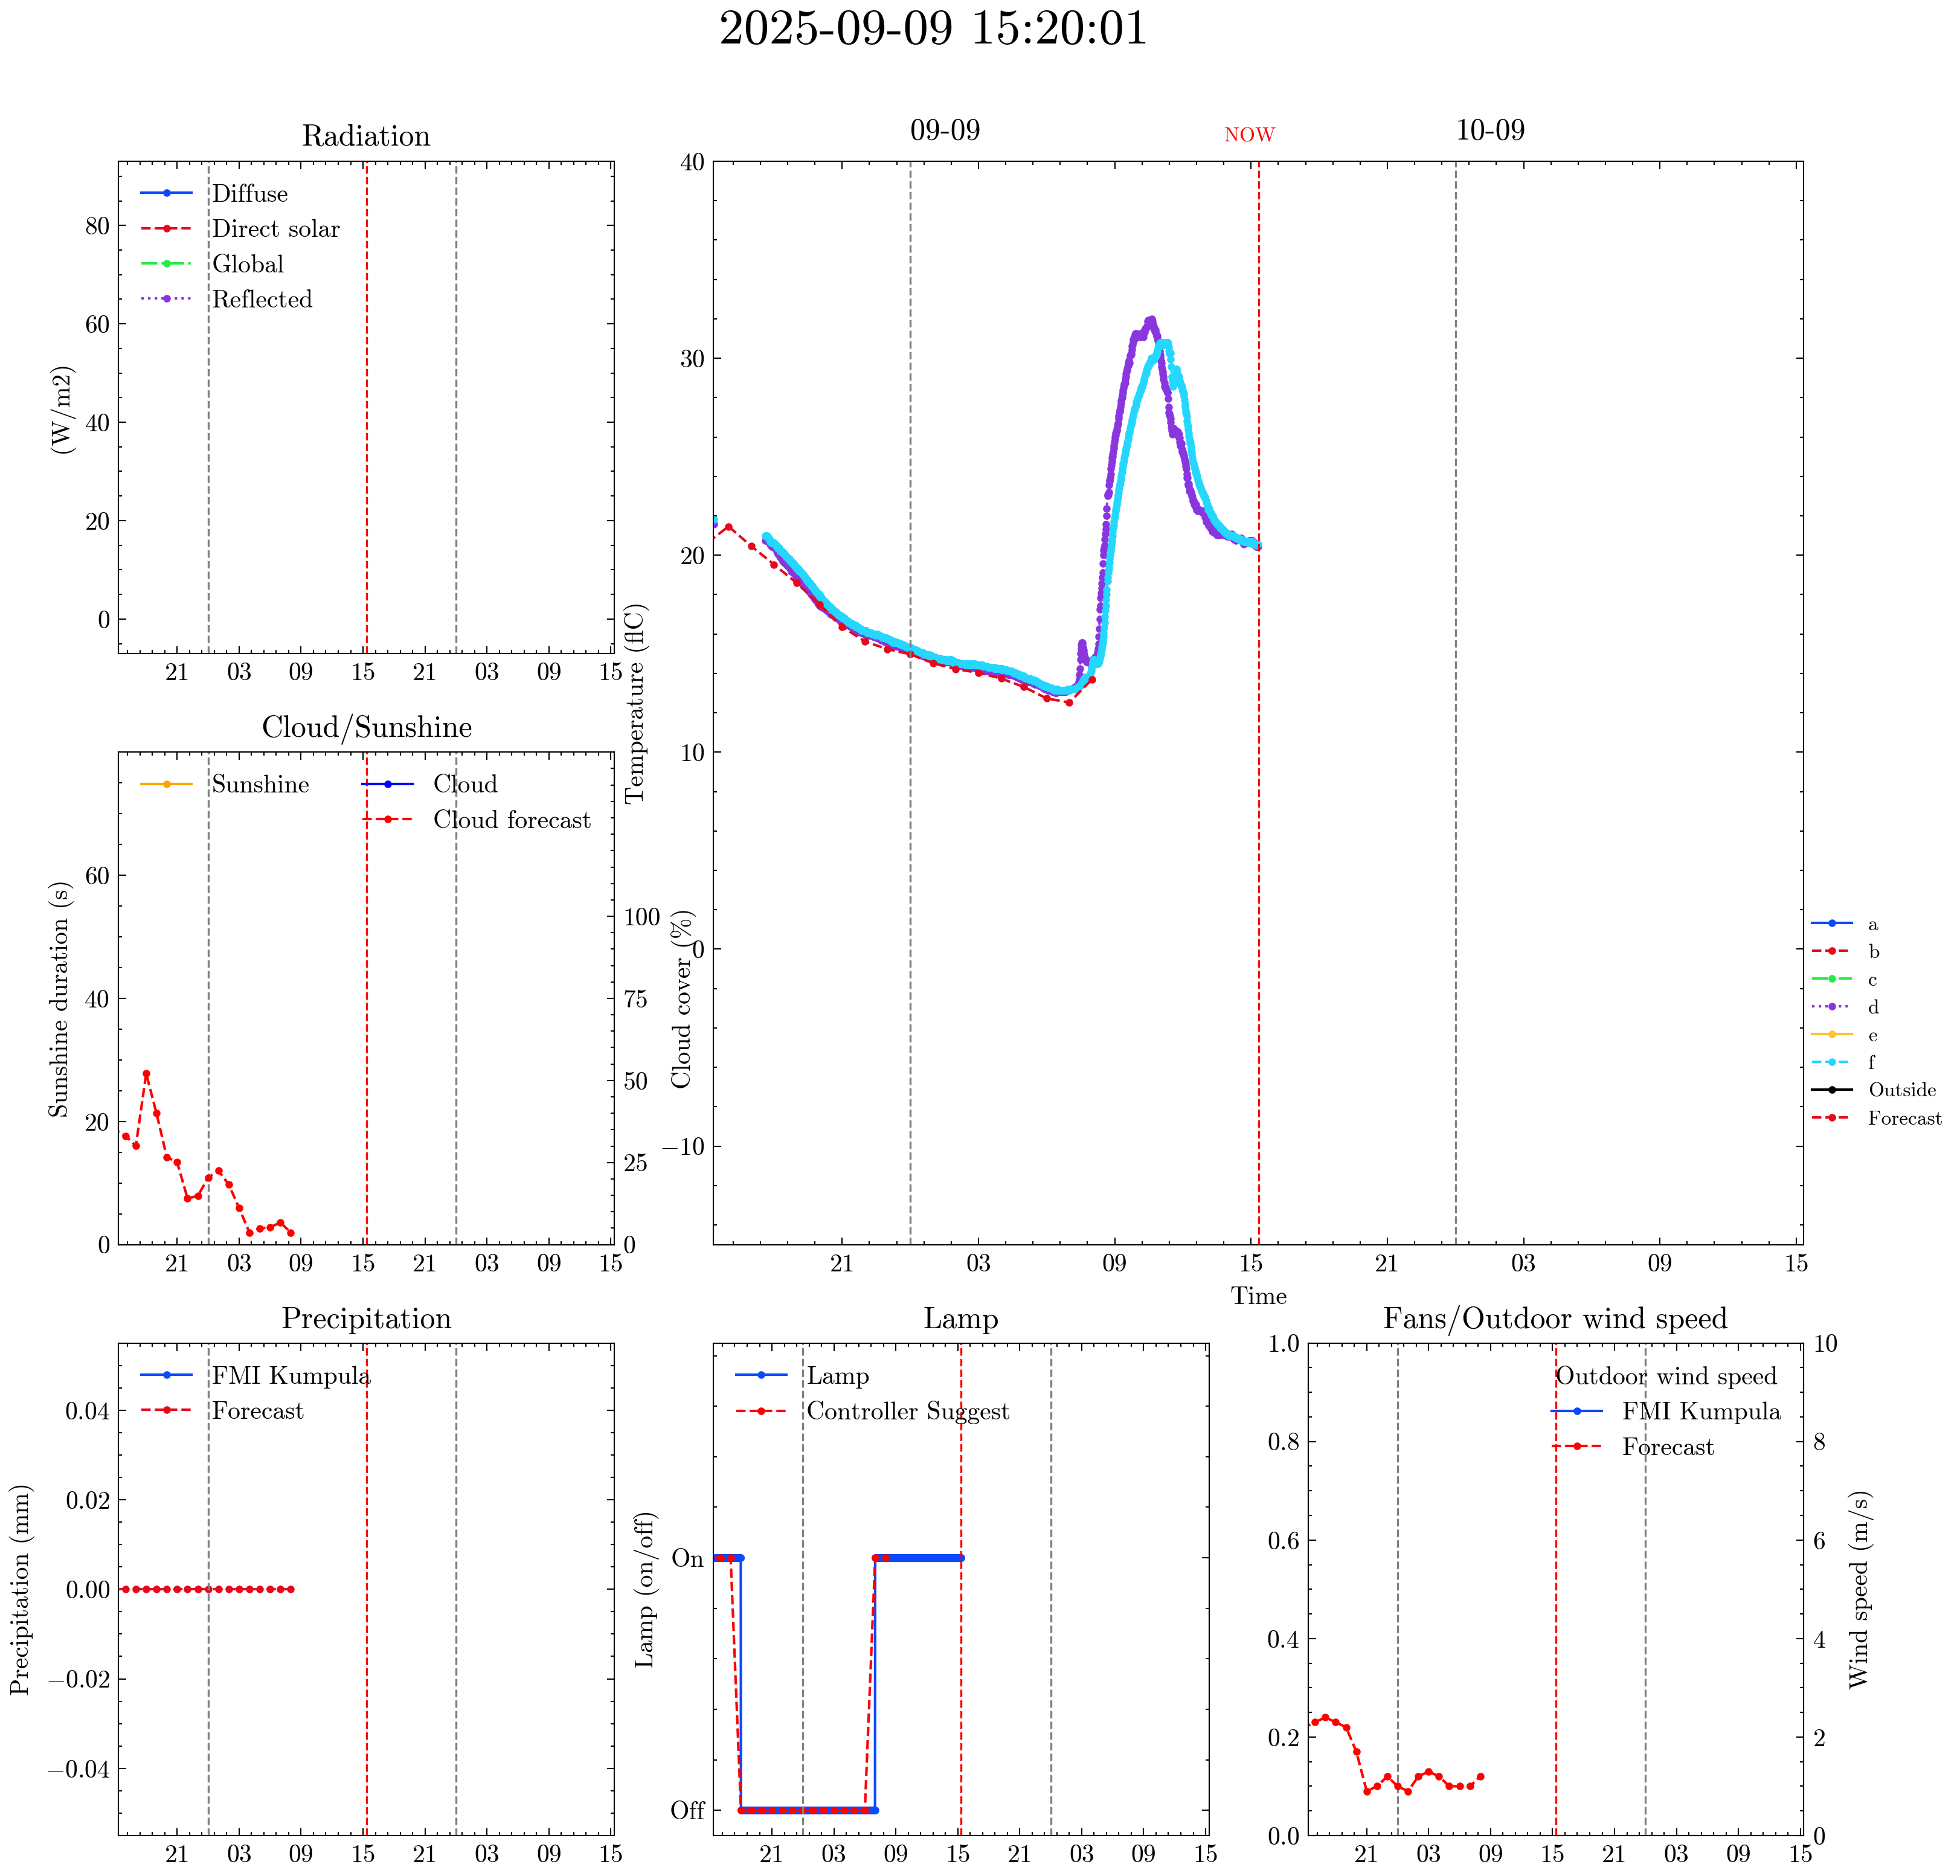 2025-09-09 15:20:01
Radiation
Diffuse
Direct solar
Global
Reflected
(W/m2)
80
60
40
20
0
21 03 09 15 21 03 09 15
09-09
NOW
10-09
Temperature (flC)
40
30
20
10
0
−10
21 03 09 15 21 03 09 15
Time
a
b
c
d
e
f
Outside
Forecast
Cloud/Sunshine
Sunshine
Cloud
Cloud forecast
Sunshine duration (s)
60
40
20
0
Cloud cover (%)
100
75
50
25
0
21 03 09 15 21 03 09 15
Precipitation
FMI Kumpula
Forecast
Precipitation (mm)
0.04
0.02
0.00
−0.02
−0.04
21 03 09 15 21 03 09 15
Lamp
Lamp
Controller Suggest
Lamp (on/off)
On
Off
21 03 09 15 21 03 09 15
Fans/Outdoor wind speed
Outdoor wind speed
FMI Kumpula
Forecast
1.0
0.8
0.6
0.4
0.2
0.0
10
8
6
4
2
0
Wind speed (m/s)
21 03 09 15 21 03 09 15